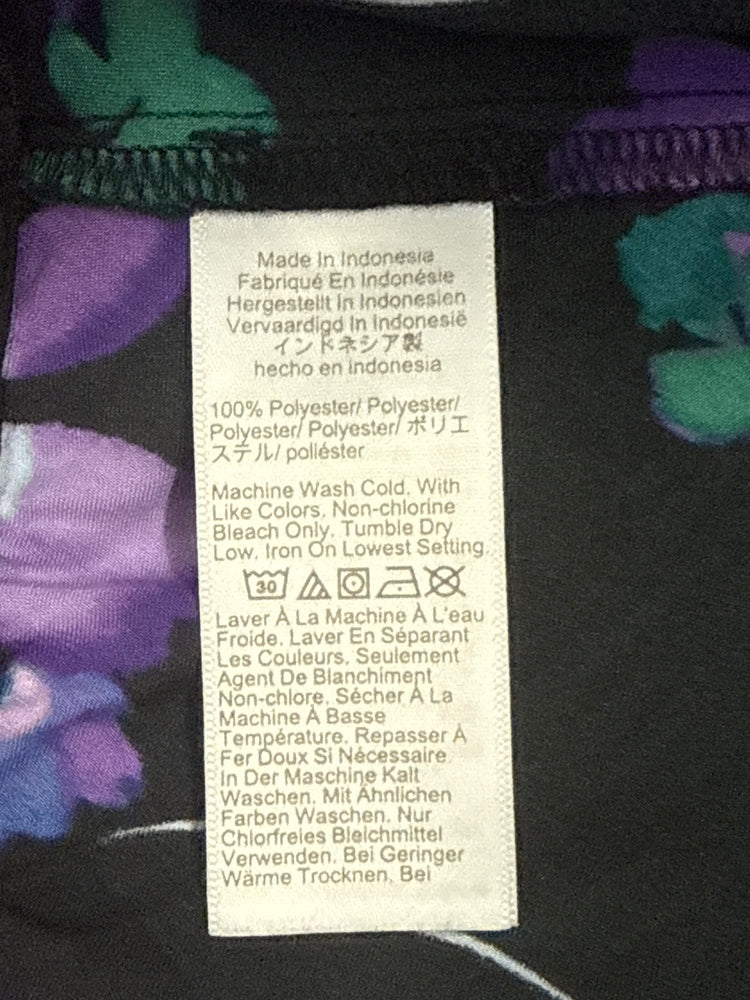 Made In Indonesia
Fabriqué En Indonésie
Hergestellt In Indonesien
Vervaardigd In Indonesië
インドネシア製
hecho en indonesia
100% Polyester/ Polyester/
Polyester/ Polyester/ ポリエ
ステル/ poliéster
Machine Wash Cold. With
Like Colors. Non-chlorine
Bleach Only. Tumble Dry
Low. Iron On Lowest Setting.
30
Laver À La Machine À L'eau
Froide. Laver En Séparant
Les Couleurs. Seulement
Agent De Blanchiment
Non-chlore. Sécher À La
Machine À Basse
Température. Repasser À
Fer Doux Si Nécessaire.
In Der Maschine Kalt
Waschen. Mit Ähnlichen
Farben Waschen. Nur
Chlorfreies Bleichmittel
Verwenden. Bei Geringer
Wärme Trocknen. Bei